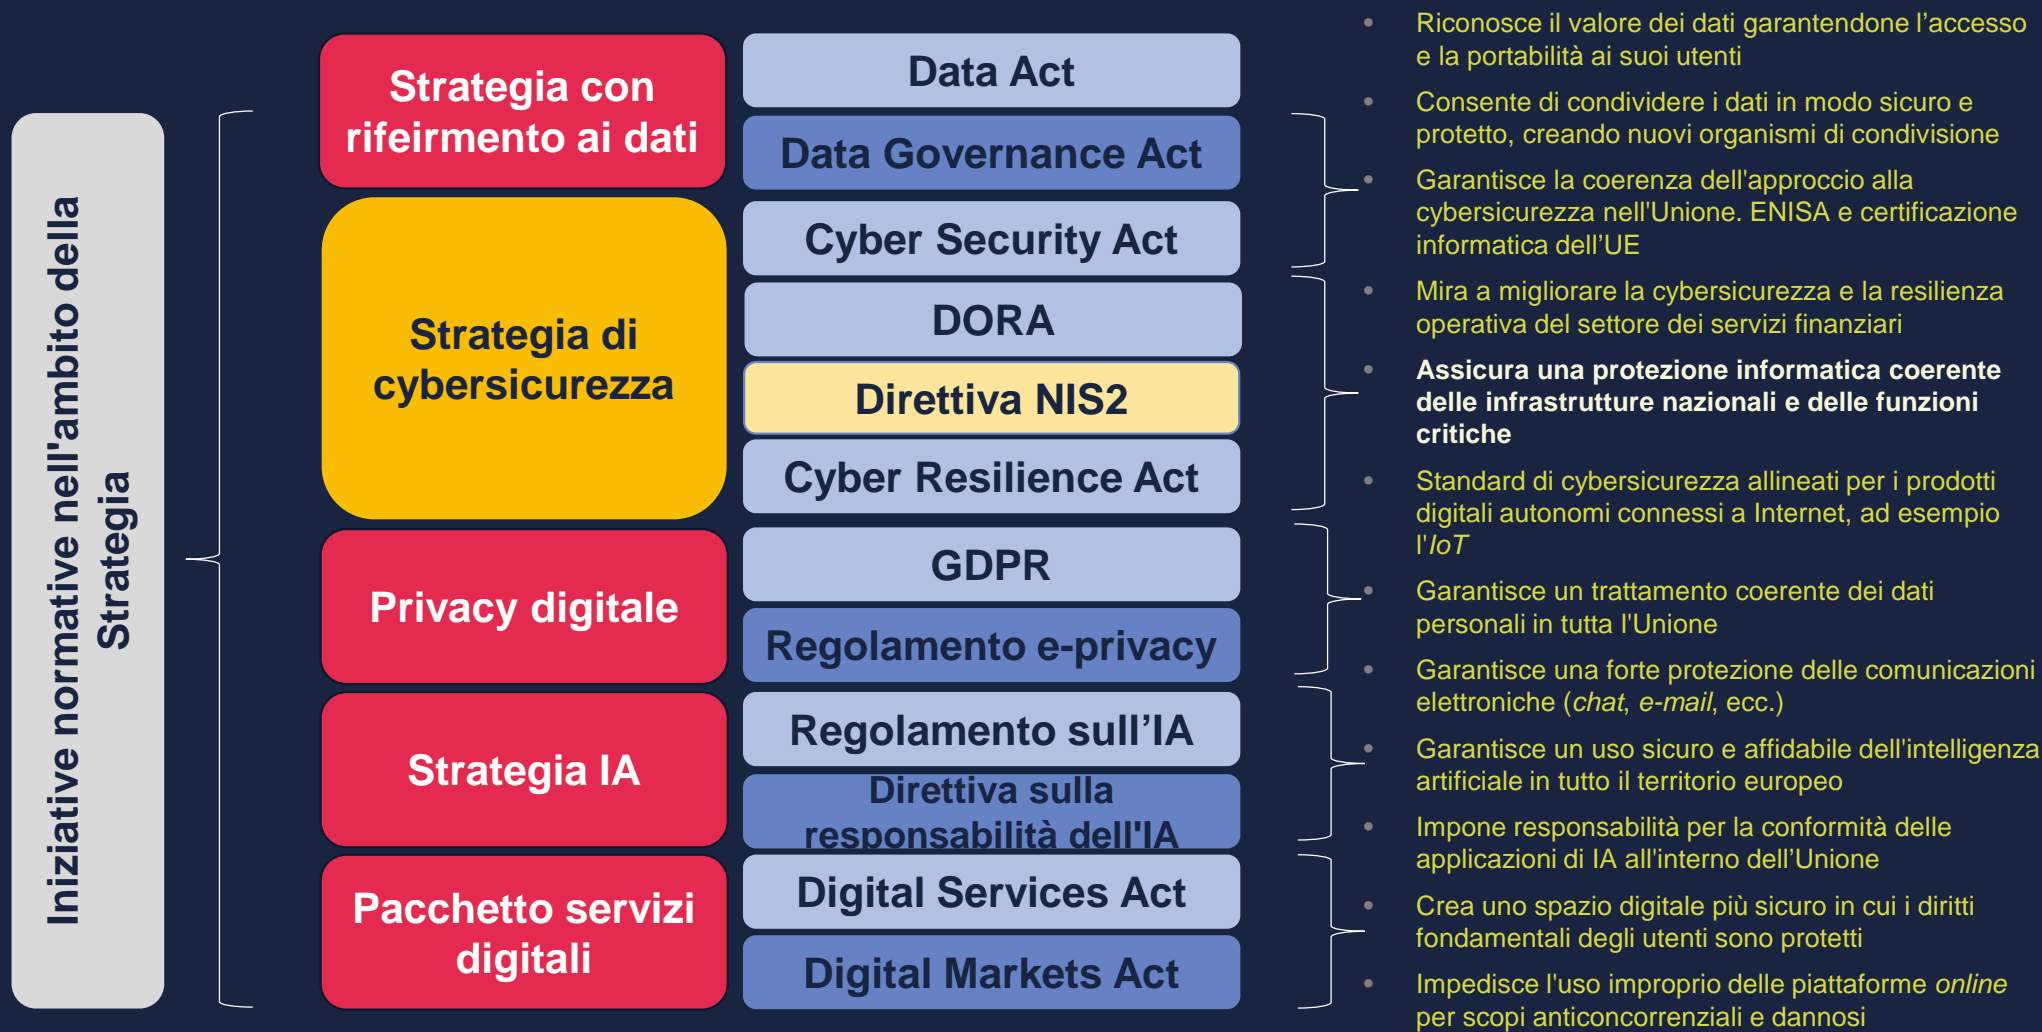 Iniziative normative nell'ambito della
Strategia
Strategia con
rifeirmento ai dati
Strategia di
cybersicurezza
Privacy digitale
Strategia IA
Pacchetto servizi
digitali
Data Act
Data Governance Act
Cyber Security Act
DORA
Direttiva NIS2
Cyber Resilience Act
GDPR
Regolamento e-privacy
Regolamento sull’IA
Direttiva sulla
responsabilità dell'IA
Digital Services Act
Digital Markets Act
• Riconosce il valore dei dati garantendone l’accesso
e la portabilità ai suoi utenti
• Consente di condividere i dati in modo sicuro e
protetto, creando nuovi organismi di condivisione
• Garantisce la coerenza dell'approccio alla
cybersicurezza nell'Unione. ENISA e certificazione
informatica dell’UE
• Mira a migliorare la cybersicurezza e la resilienza
operativa del settore dei servizi finanziari
• Assicura una protezione informatica coerente
delle infrastrutture nazionali e delle funzioni
critiche
• Standard di cybersicurezza allineati per i prodotti
digitali autonomi connessi a Internet, ad esempio
l'IoT
• Garantisce un trattamento coerente dei dati
personali in tutta l'Unione
• Garantisce una forte protezione delle comunicazioni
elettroniche (chat, e-mail, ecc.)
• Garantisce un uso sicuro e affidabile dell'intelligenza
artificiale in tutto il territorio europeo
• Impone responsabilità per la conformità delle
applicazioni di IA all'interno dell’Unione
• Crea uno spazio digitale più sicuro in cui i diritti
fondamentali degli utenti sono protetti
• Impedisce l'uso improprio delle piattaforme online
per scopi anticoncorrenziali e dannosi